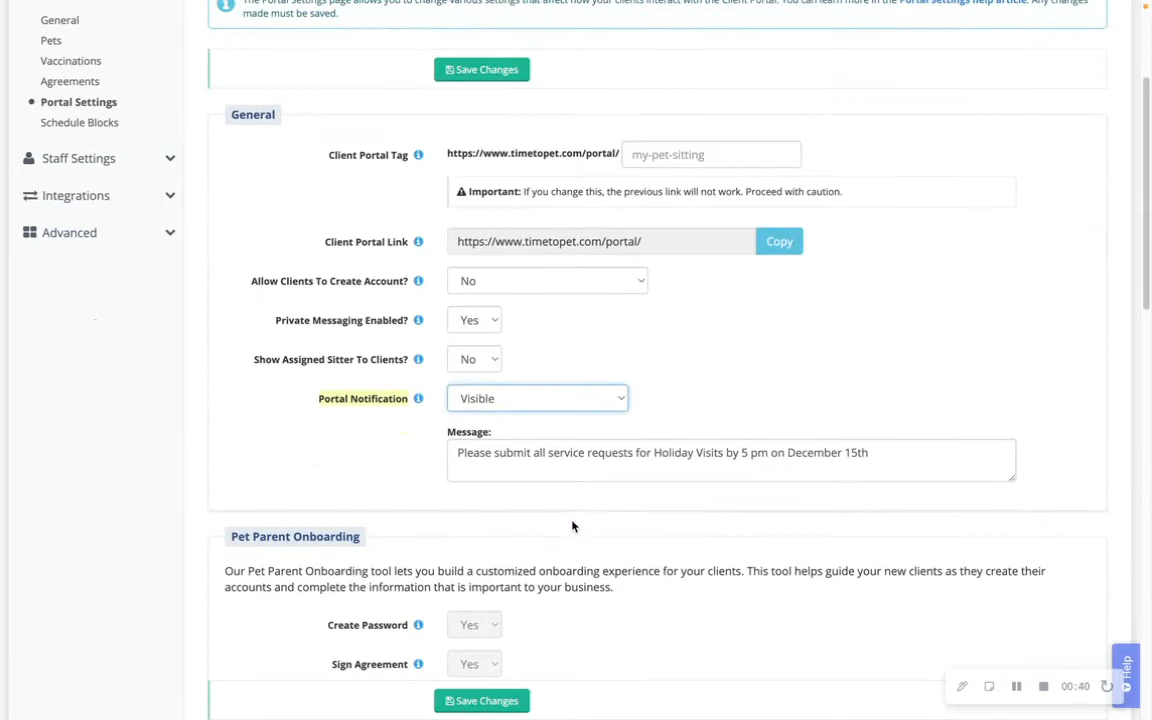 The Portal Settings page allows you to change various settings that affect how your clients interact with the Client Portal. You can learn more in the Portal Settings help article. Any changes
made must be saved.
General
Pets
Vaccinations
Agreements
Portal Settings
Schedule Blocks
Staff Settings
Integrations
Advanced
Save Changes
General
Client Portal Tag
https://www.timetopet.com/portal/
my-pet-sitting
Important: If you change this, the previous link will not work. Proceed with caution.
Client Portal Link
https://www.timetopet.com/portal/
Copy
Allow Clients To Create Account?
No
Private Messaging Enabled?
Yes
Show Assigned Sitter To Clients?
No
Portal Notification
Visible
Message:
Please submit all service requests for Holiday Visits by 5 pm on December 15th
Pet Parent Onboarding
Our Pet Parent Onboarding tool lets you build a customized onboarding experience for your clients. This tool helps guide your new clients as they create their
accounts and complete the information that is important to your business.
Create Password
Yes
Sign Agreement
Yes
Save Changes
00:40
Help